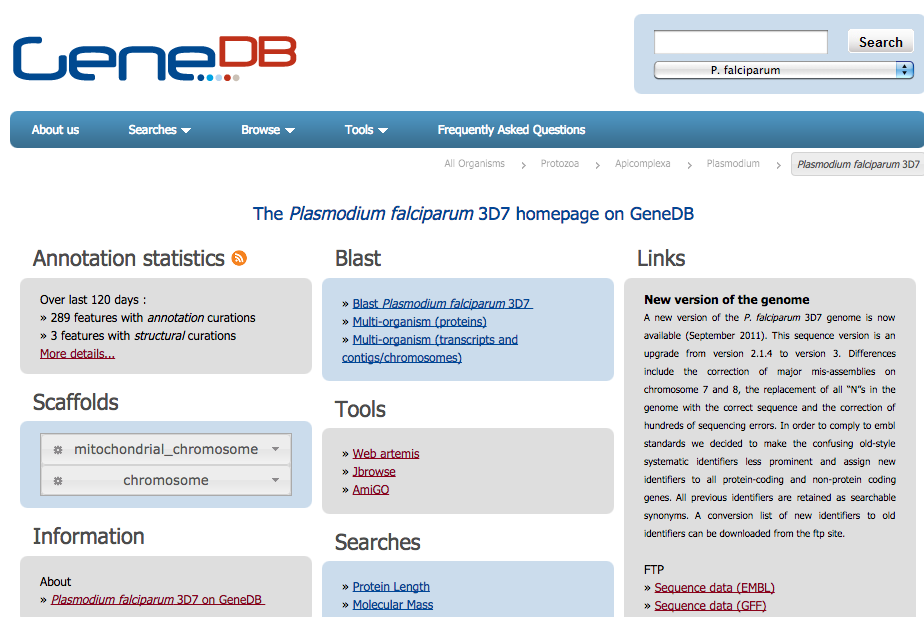 GeneDB
Search
P. falciparum
About us
Searches
Browse
Tools
Frequently Asked Questions
All Organisms
Protozoa
Apicomplexa
Plasmodium
Plasmodium falciparum 3D7
The Plasmodium falciparum 3D7 homepage on GeneDB
Annotation statistics
Over last 120 days :
» 289 features with annotation curations
» 3 features with structural curations
More details...
Scaffolds
mitochondrial_chromosome
chromosome
Information
About
» Plasmodium falciparum 3D7 on GeneDB
Blast
» Blast Plasmodium falciparum 3D7
» Multi-organism (proteins)
» Multi-organism (transcripts and
contigs/chromosomes)
Tools
» Web artemis
» Jbrowse
» AmiGO
Searches
» Protein Length
» Molecular Mass
Links
New version of the genome
A new version of the P. falciparum 3D7 genome is now
available (September 2011). This sequence version is an
upgrade from version 2.1.4 to version 3. Differences
include the correction of major mis-assemblies on
chromosome 7 and 8, the replacement of all "N"s in the
genome with the correct sequence and the correction of
hundreds of sequencing errors. In order to comply to embl
standards we decided to make the confusing old-style
systematic identifiers less prominent and assign new
identifiers to all protein-coding and non-protein coding
genes. All previous identifiers are retained as searchable
synonyms. A conversion list of new identifiers to old
identifiers can be downloaded from the ftp site.
FTP
» Sequence data (EMBL)
» Sequence data (GFF)